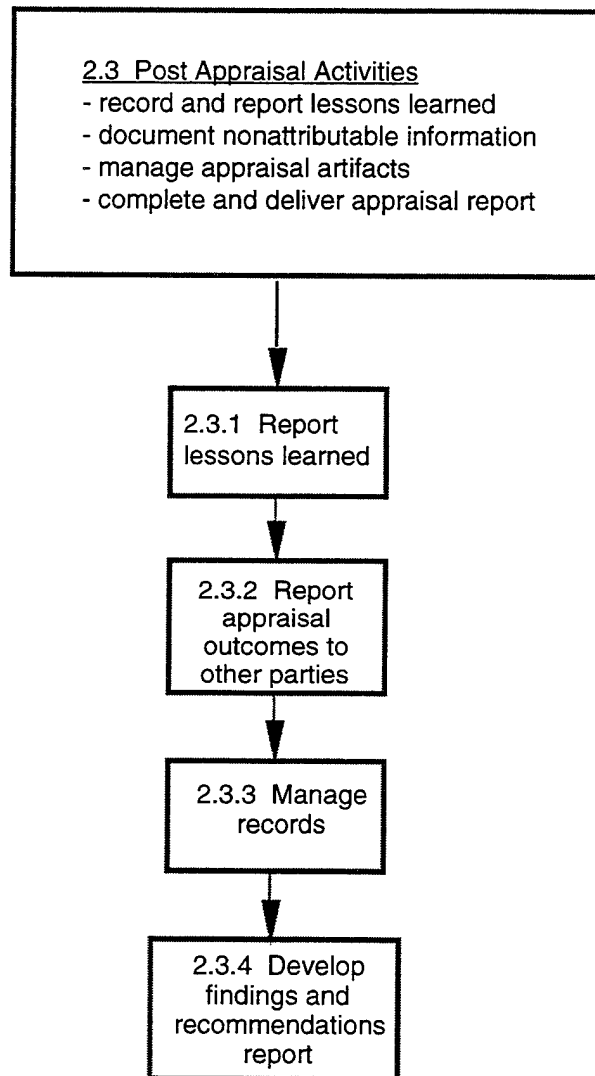 2.3 Post Appraisal Activities
- record and report lessons learned
- document nonattributable information
- manage appraisal artifacts
- complete and deliver appraisal report
2.3.1 Report
lessons learned
2.3.2 Report
appraisal
outcomes to
other parties
2.3.3 Manage
records
2.3.4 Develop
findings and
recommendations
report